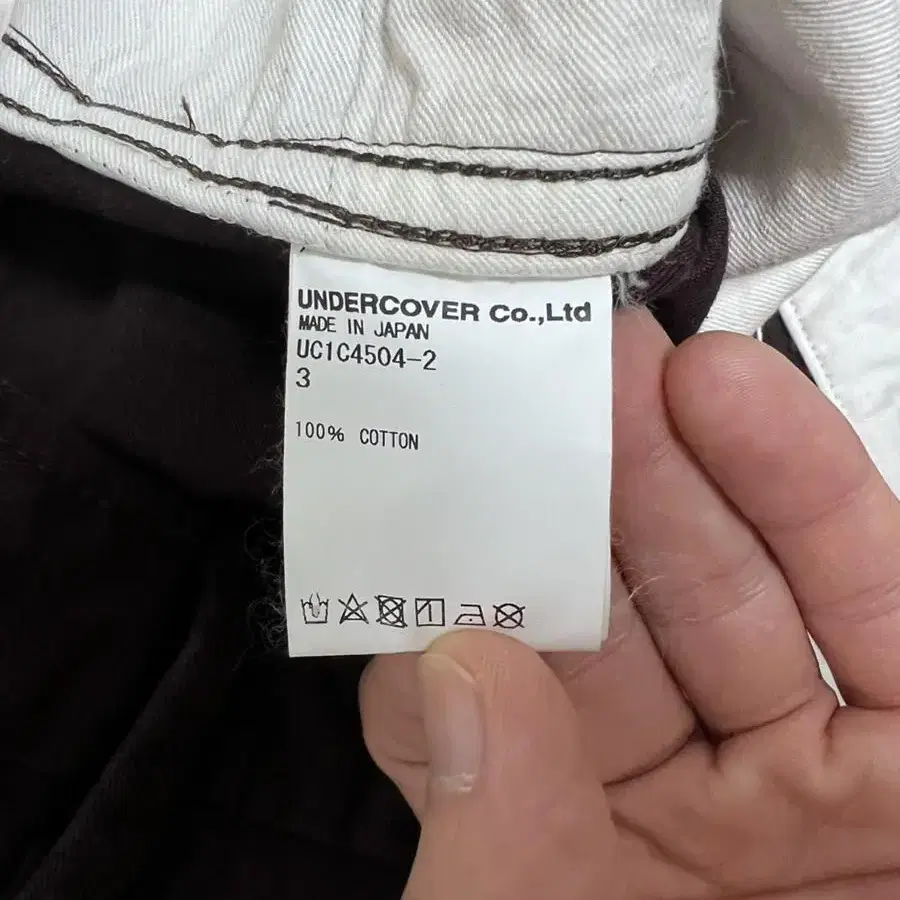 UNDERCOVER Co.,Ltd
MADE IN JAPAN
UC1C4504-2
3
100% COTTON